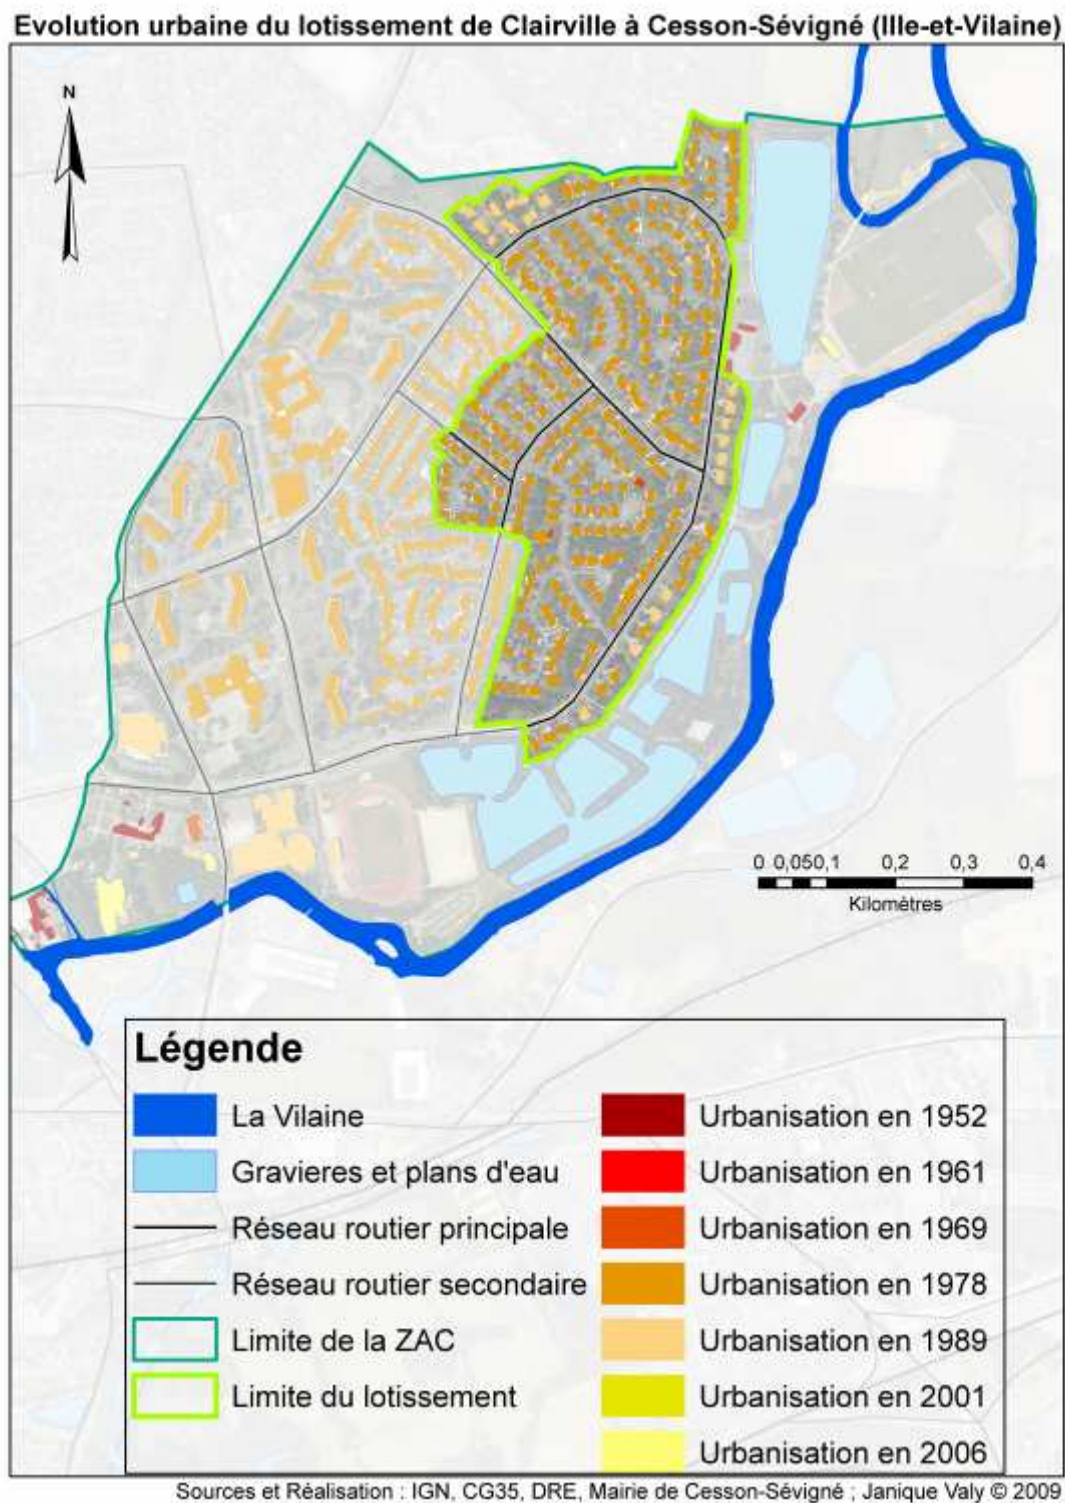 Evolution urbaine du lotissement de Clairville à Cesson-Sévigné (Ille-et-Vilaine)
N
0 0,050,1 0,2 0,3 0,4
Kilomètres
Légende
La Vilaine
Gravieres et plans d'eau
Réseau routier principale
Réseau routier secondaire
Limite de la ZAC
Limite du lotissement
Urbanisation en 1952
Urbanisation en 1961
Urbanisation en 1969
Urbanisation en 1978
Urbanisation en 1989
Urbanisation en 2001
Urbanisation en 2006
Sources et Réalisation : IGN, CG35, DRE, Mairie de Cesson-Sévigné ; Janique Valy © 2009